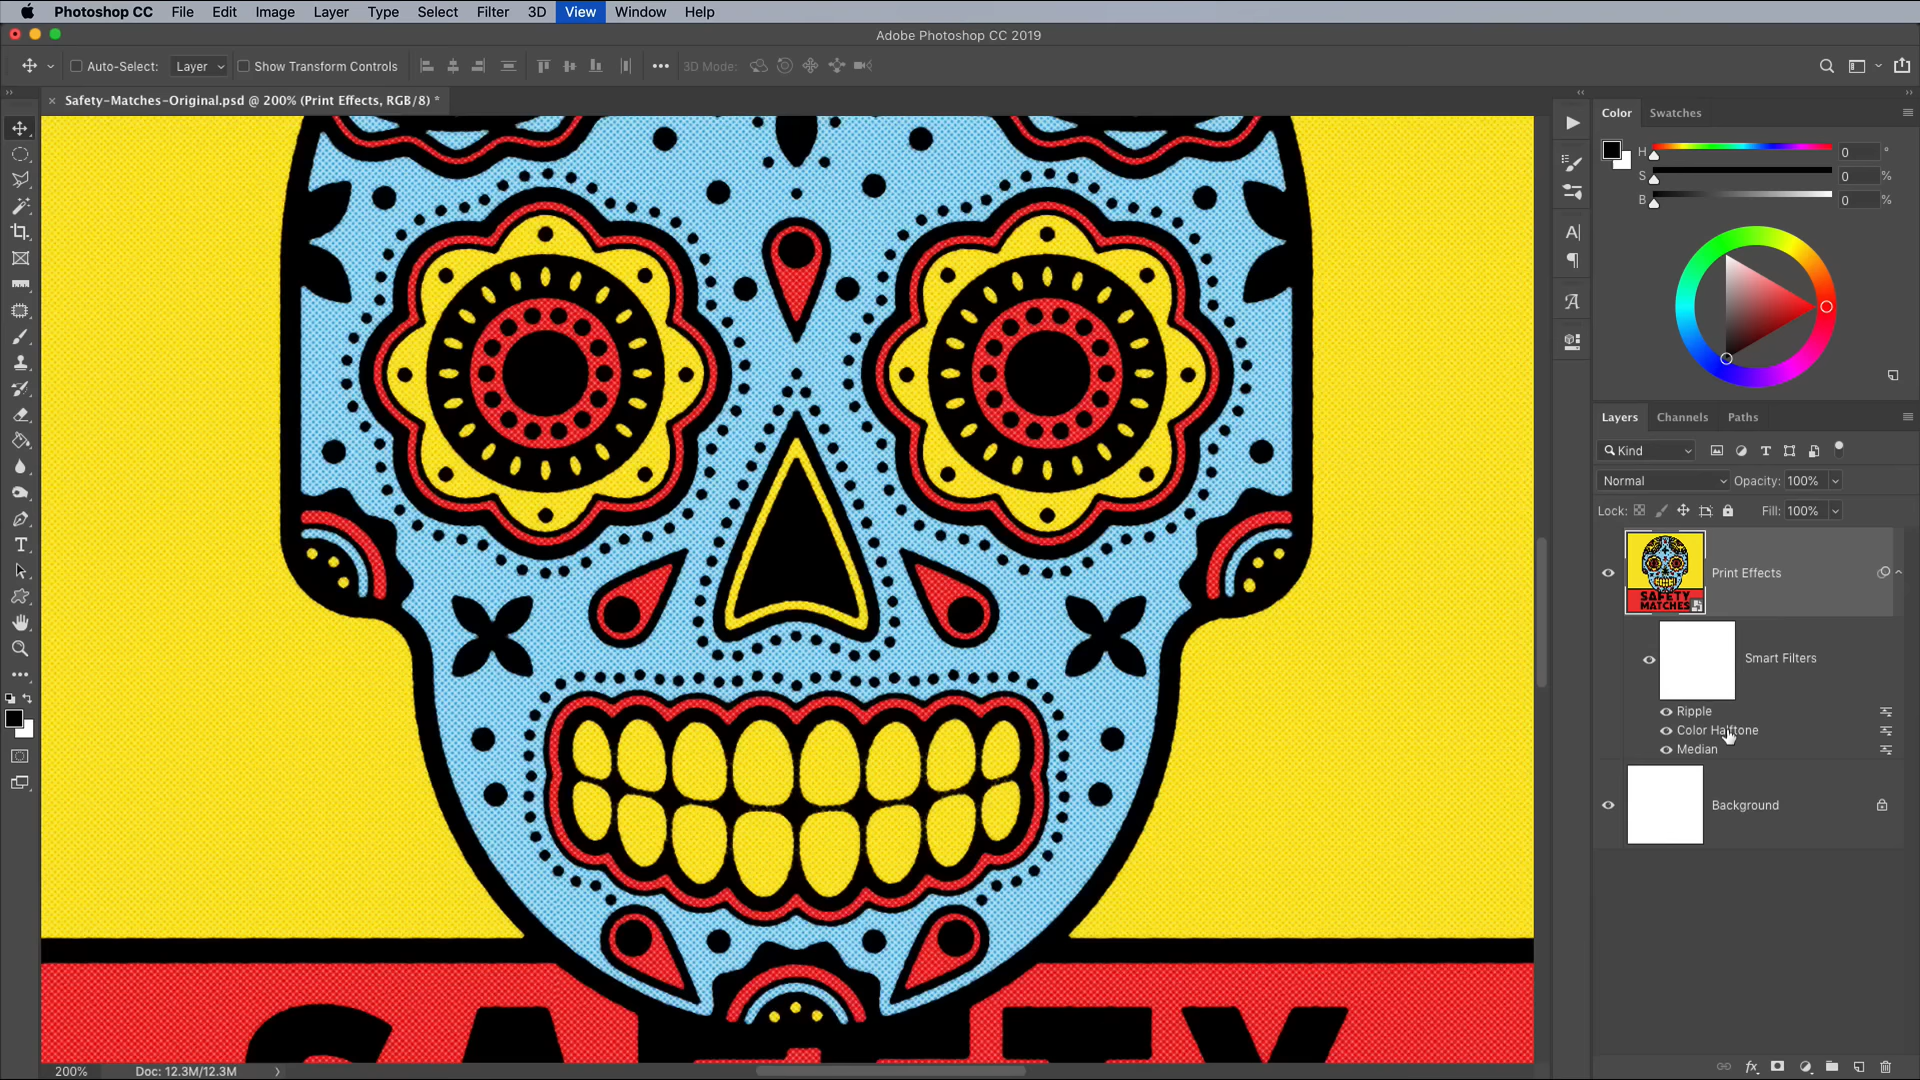 Photoshop CC File Edit Image Layer Type Select Filter 3D View Window Help
Adobe Photoshop CC 2019
Auto-Select: Layer Show Transform Controls 3D Mode:
Safety-Matches-Original.psd @ 200% (Print Effects, RGB/8) *
Color Swatches
H 0 °
S 0 %
B 0 %
Layers Channels Paths
Kind
Normal Opacity: 100%
Lock: Fill: 100%
Print Effects
SAFETY
MATCHES
Smart Filters
Ripple
Color Halftone
Median
Background
SAFETY
200% Doc: 12.3M/12.3M